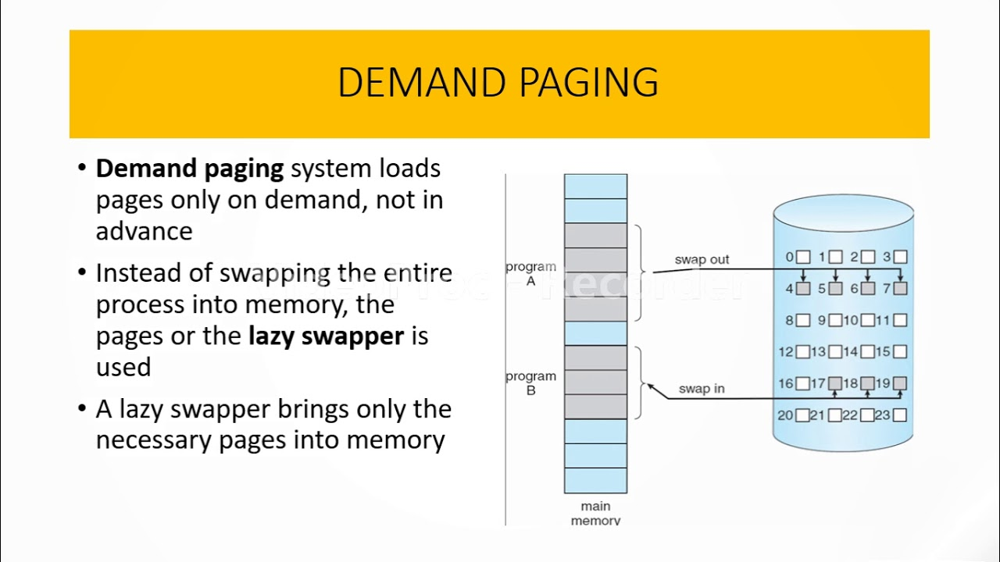 DEMAND PAGING
• Demand paging system loads
pages only on demand, not in
advance
• Instead of swapping the entire
process into memory, the
pages or the lazy swapper is
used
• A lazy swapper brings only the
necessary pages into memory
program
A
program
B
main
memory
swap out
swap in
0 1 2 3
4 5 6 7
8 9 10 11
12 13 14 15
16 17 18 19
20 21 22 23
Recorder